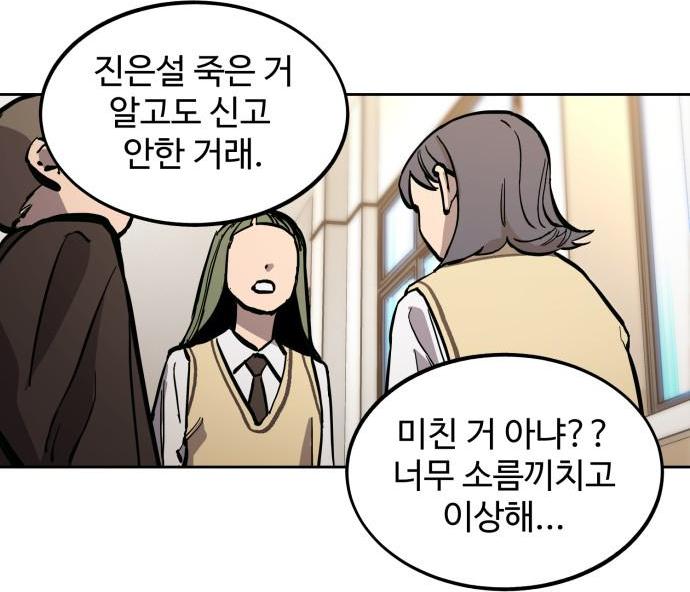 진은설 죽은 거
알고도 신고
안한 거래.
미친 거 아냐? ?
너무 소름끼치고
이상해...